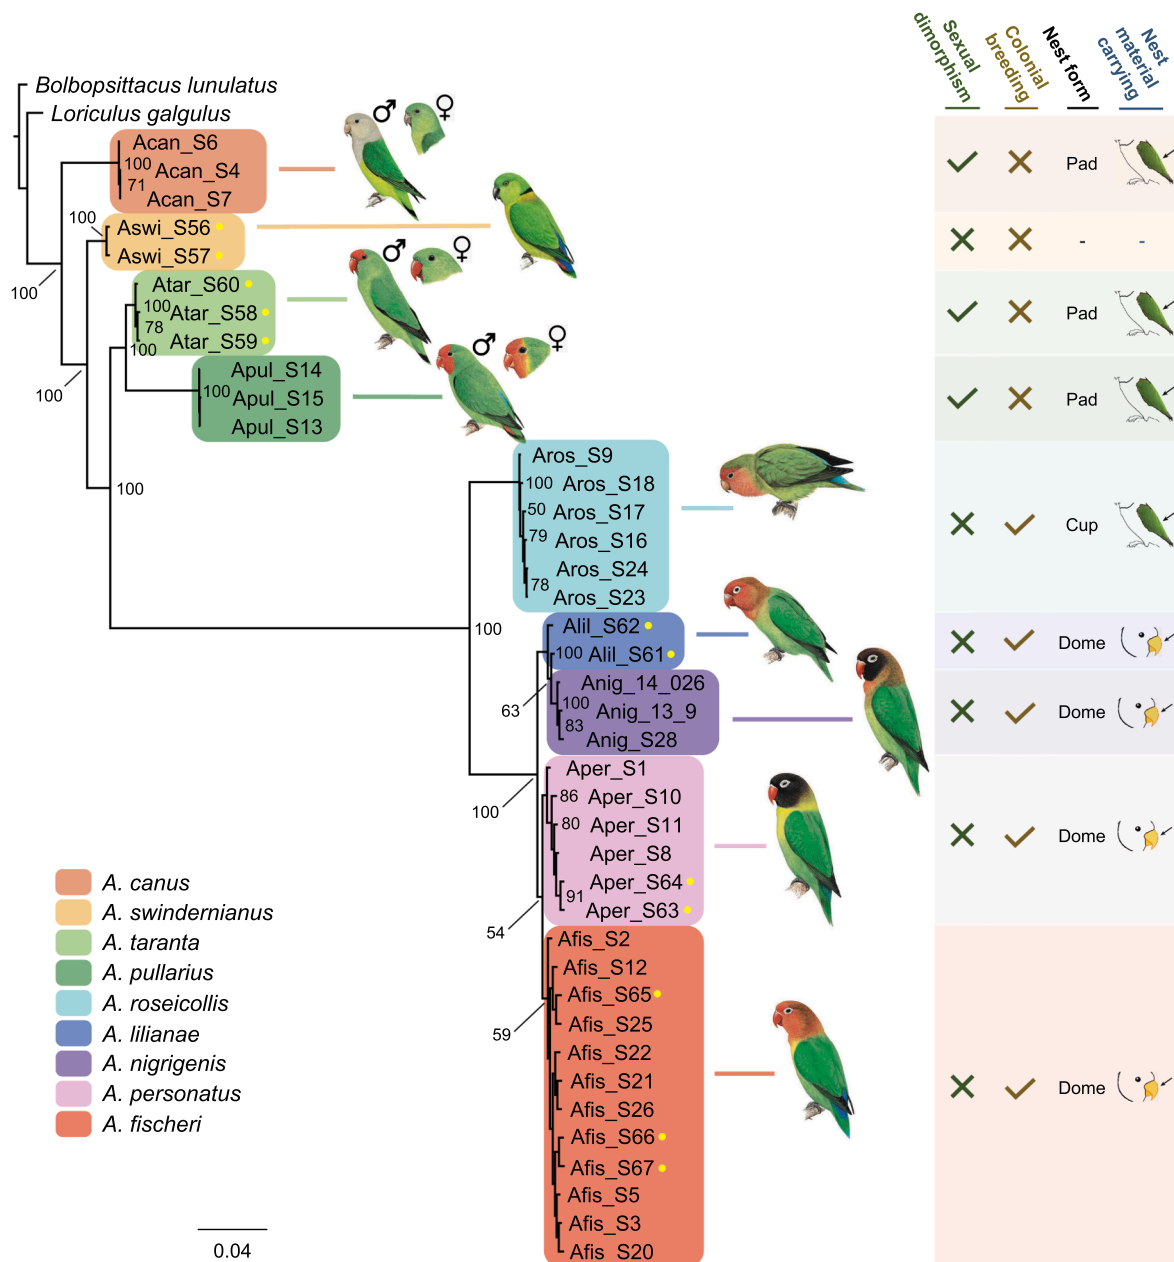 Sexual
dimorphism
Colonial
breeding
Nest form
Nest
material
carrying
Bolbopsittacus lunulatus
Loriculus galgulus
♂ ♀
Acan_S6
100 Acan_S4
71 Acan_S7
Pad
100 Aswi_S56
Aswi_S57
- -
100
♂ ♀
Atar_S60
100 Atar_S58
78
Atar_S59
100
Pad
♂ ♀
Apul_S14
100 Apul_S15
Apul_S13
Pad
100
100
Aros_S9
100 Aros_S18
50 Aros_S17
79 Aros_S16
Aros_S24
78
Aros_S23
Cup
100
Alil_S62
100 Alil_S61
Dome
63
Anig_14_026
100 Anig_13_9
83
Anig_S28
Dome
100
Aper_S1
86 Aper_S10
80 Aper_S11
Aper_S8
Aper_S64
91
Aper_S63
Dome
54
Afis_S2
Afis_S12
Afis_S65
Afis_S25
59
Afis_S22
Afis_S21
Afis_S26
Afis_S66
Afis_S67
Afis_S5
Afis_S3
Afis_S20
Dome
A. canus
A. swindernianus
A. taranta
A. pullarius
A. roseicollis
A. lilianae
A. nigrigenis
A. personatus
A. fischeri
0.04